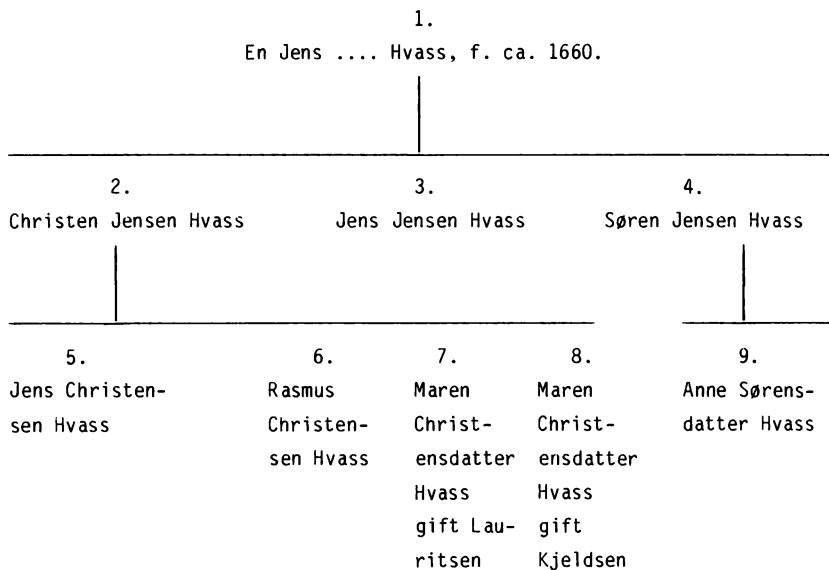 1.
En Jens .... Hvass, f. ca. 1660.
2.
Christen Jensen Hvass
3.
Jens Jensen Hvass
4.
Søren Jensen Hvass
5.
Jens Christen-
sen Hvass
6.
Rasmus
Christen-
sen Hvass
7.
Maren
Christ-
ensdatter
Hvass
gift Lau-
ritsen
8.
Maren
Christ-
ensdatter
Hvass
gift
Kjeldsen
9.
Anne Sørens-
datter Hvass